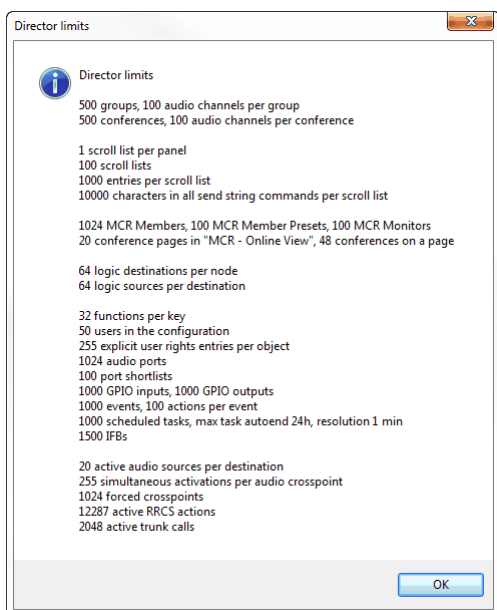 Director limits
Director limits
500 groups, 100 audio channels per group
500 conferences, 100 audio channels per conference
1 scroll list per panel
100 scroll lists
1000 entries per scroll list
10000 characters in all send string commands per scroll list
1024 MCR Members, 100 MCR Member Presets, 100 MCR Monitors
20 conference pages in "MCR - Online View", 48 conferences on a page
64 logic destinations per node
64 logic sources per destination
32 functions per key
50 users in the configuration
255 explicit user rights entries per object
1024 audio ports
100 port shortlists
1000 GPIO inputs, 1000 GPIO outputs
1000 events, 100 actions per event
1000 scheduled tasks, max task autoend 24h, resolution 1 min
1500 IFBs
20 active audio sources per destination
255 simultaneous activations per audio crosspoint
1024 forced crosspoints
12287 active RRCS actions
2048 active trunk calls
OK